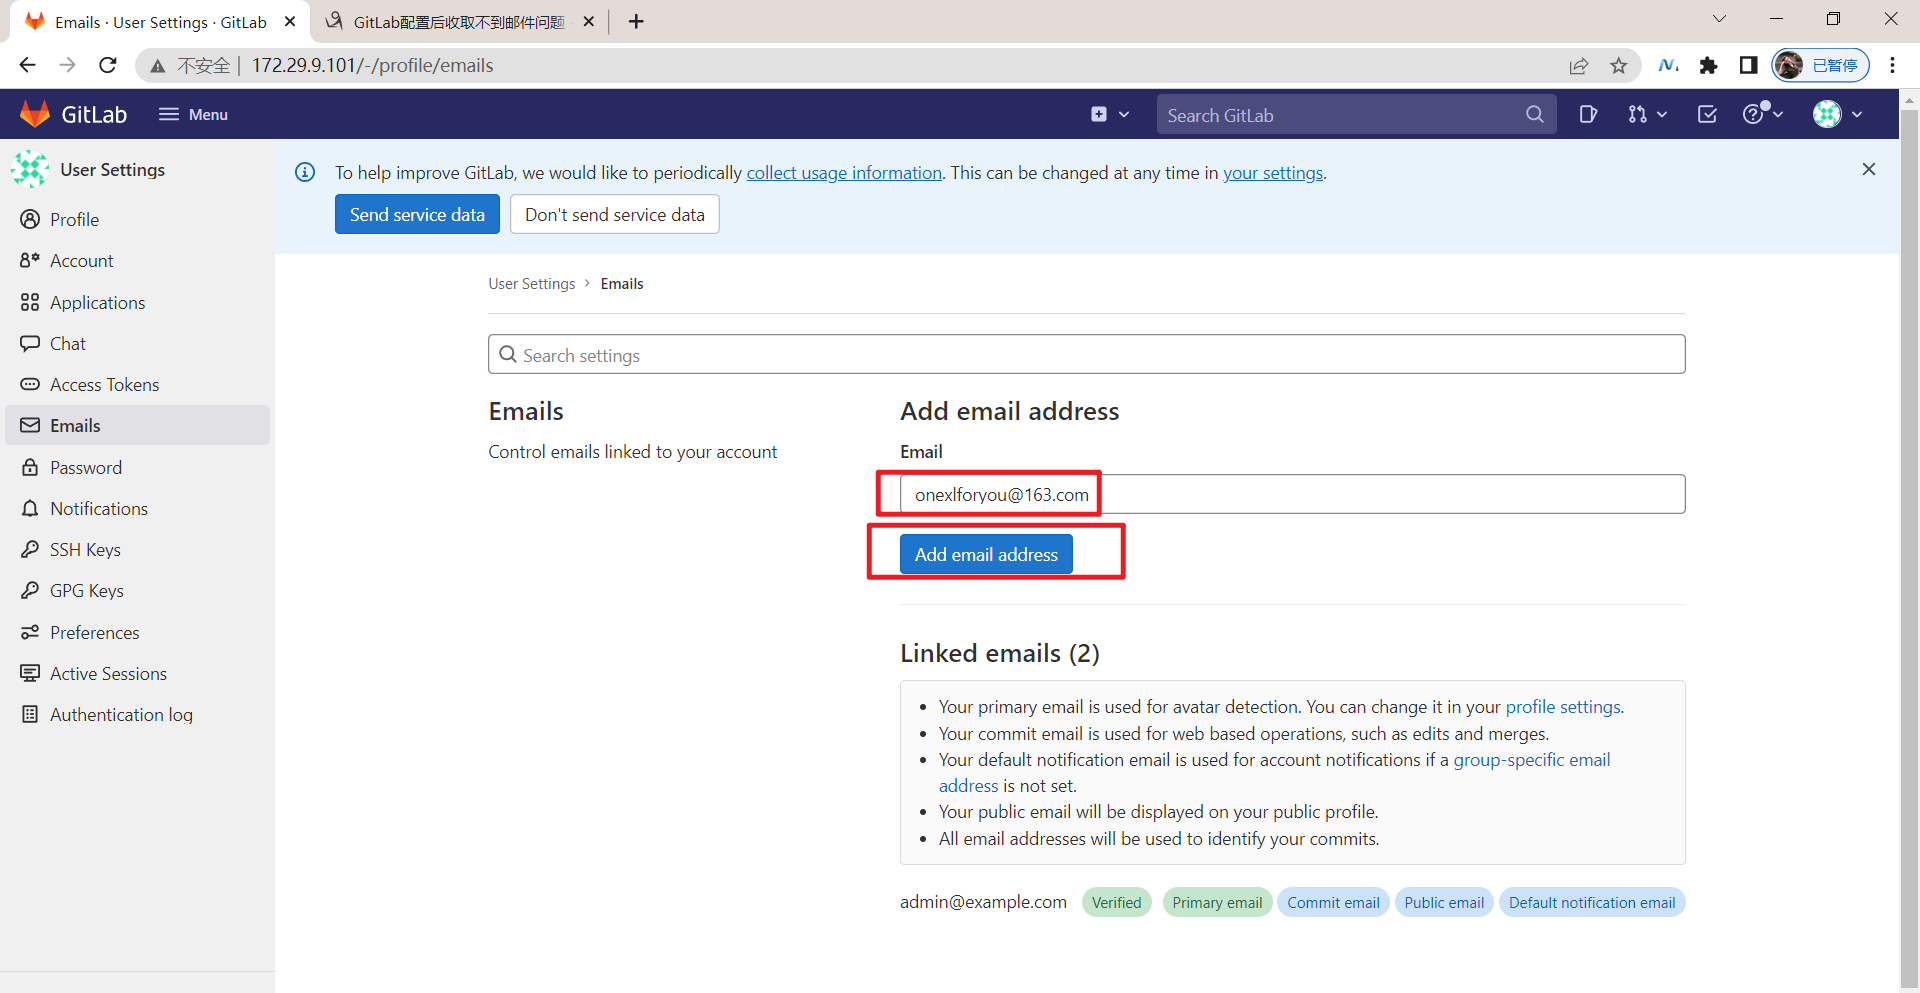 Emails · User Settings · GitLab
GitLab配置后收取不到邮件问题
不安全 | 172.29.9.101/-/profile/emails
已暂停
GitLab
Menu
Search GitLab
User Settings
Profile
Account
Applications
Chat
Access Tokens
Emails
Password
Notifications
SSH Keys
GPG Keys
Preferences
Active Sessions
Authentication log
To help improve GitLab, we would like to periodically collect usage information. This can be changed at any time in your settings.
Send service data
Don't send service data
User Settings > Emails
Search settings
Emails
Control emails linked to your account
Add email address
Email
onexlforyou@163.com
Add email address
Linked emails (2)
• Your primary email is used for avatar detection. You can change it in your profile settings.
• Your commit email is used for web based operations, such as edits and merges.
• Your default notification email is used for account notifications if a group-specific email
address is not set.
• Your public email will be displayed on your public profile.
• All email addresses will be used to identify your commits.
admin@example.com Verified Primary email Commit email Public email Default notification email